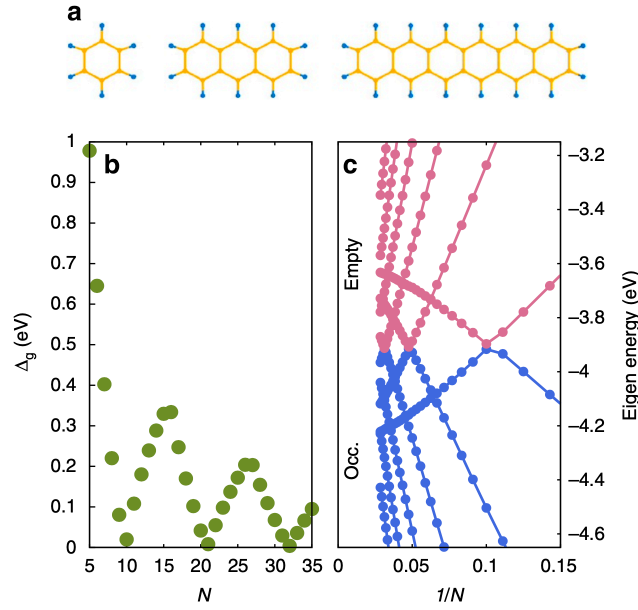 a
b
c
1
0.9
0.8
0.7
0.6
0.5
0.4
0.3
0.2
0.1
0
Δg (eV)
5 10 15 20 25 30 35
N
Empty
Occ.
−3.2
−3.4
−3.6
−3.8
−4
−4.2
−4.4
−4.6
Eigen energy (eV)
0 0.05 0.1 0.15
1/N